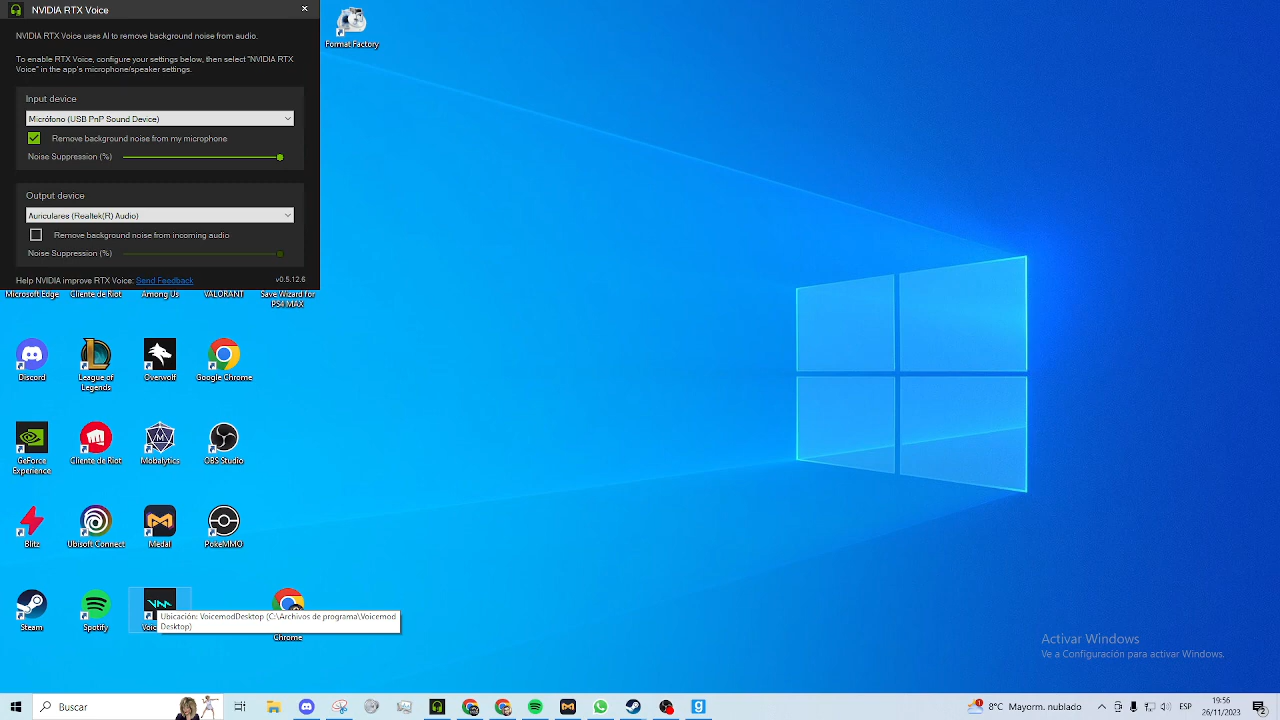 NVIDIA RTX Voice
NVIDIA RTX Voice uses AI to remove background noise from audio.
To enable RTX Voice, configure your settings below, then select "NVIDIA RTX
Voice" in the app's microphone/speaker settings.
Input device
Micrófono (USB PnP Sound Device)
Remove background noise from my microphone
Noise Suppression (%)
Output device
Auriculares (Realtek(R) Audio)
Remove background noise from incoming audio
Noise Suppression (%)
Help NVIDIA improve RTX Voice: Send Feedback
v0.5.12.6
Format Factory
Microsoft Edge
Cliente de Riot
Among Us
VALORANT
Save Wizard for
PS4 MAX
Discord
League of
Legends
Overwolf
Google Chrome
GeForce
Experience
Cliente de Riot
Mobalytics
OBS Studio
Blitz
Ubisoft Connect
Medal
PokeMMO
Steam
Spotify
Ubicación: VoicemodDesktop (C:\Archivos de programa\Voicemod
Desktop)
Chrome
Activar Windows
Ve a Configuración para activar Windows.
Buscar
1
8°C Mayorm. nublado
ESP
19:56
26/11/2023
2